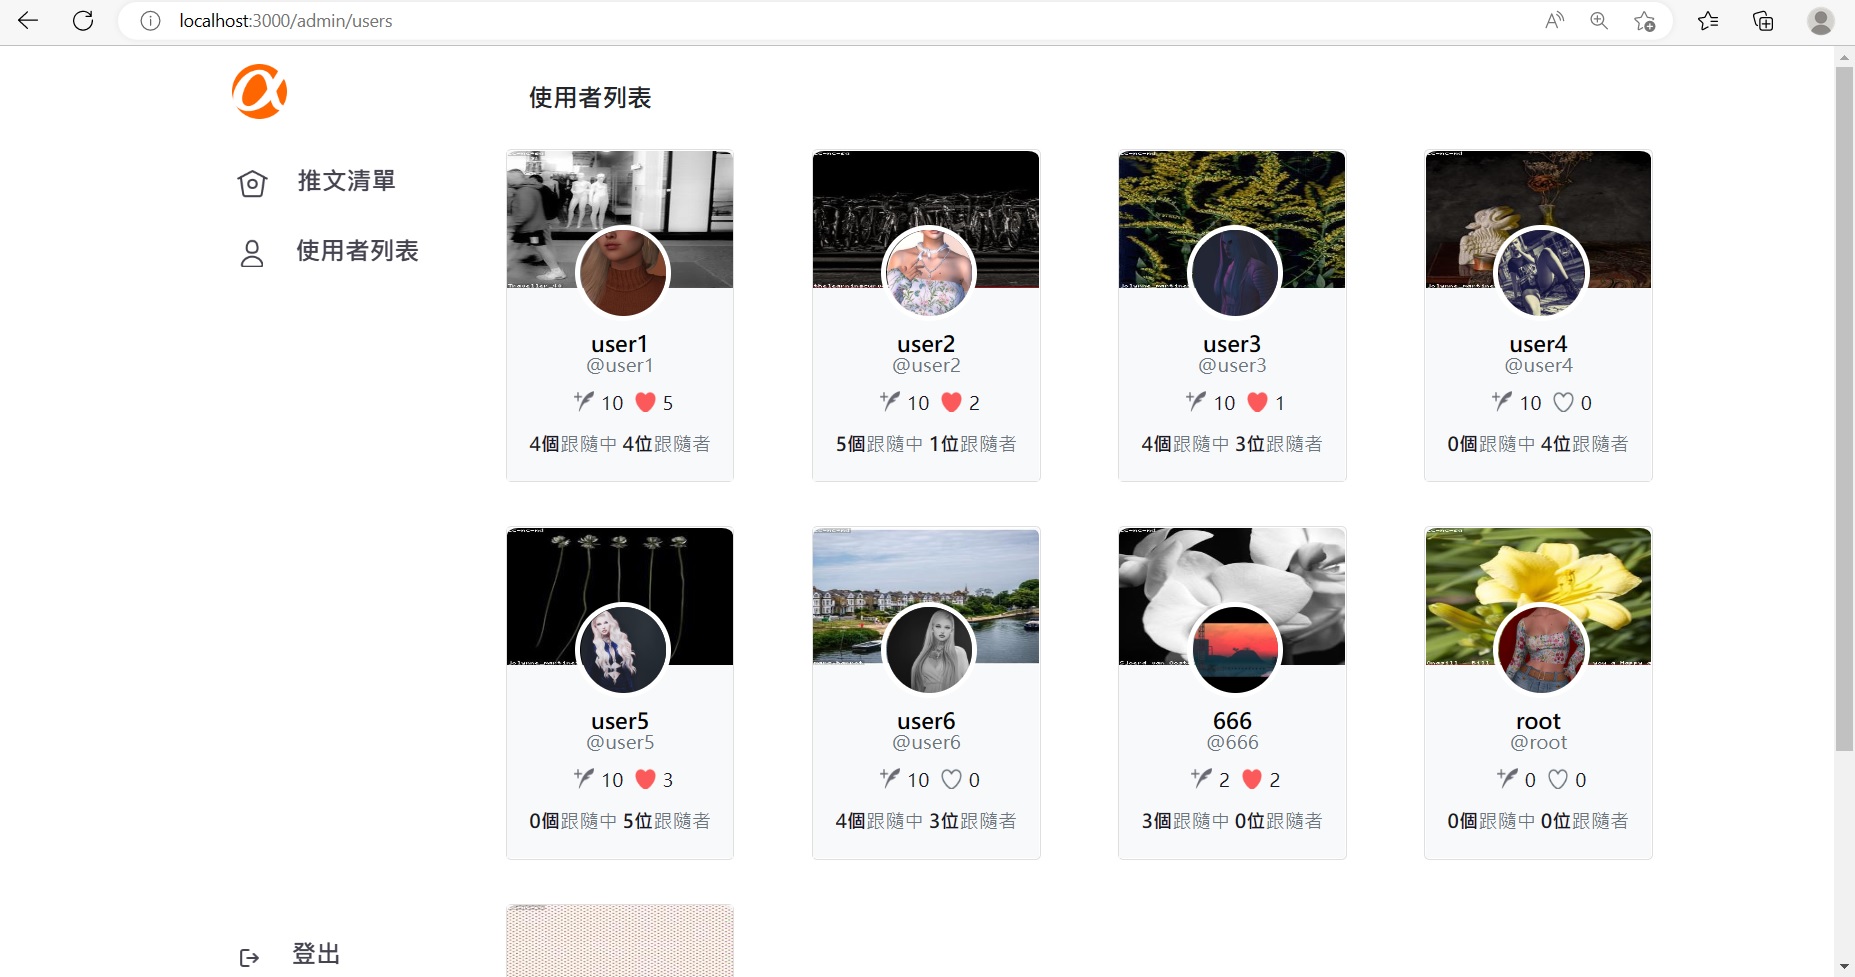 localhost:3000/admin/users
使用者列表
推文清單
使用者列表
登出
user1
@user1
10 5
4個跟隨中 4位跟隨者
user2
@user2
10 2
5個跟隨中 1位跟隨者
user3
@user3
10 1
4個跟隨中 3位跟隨者
user4
@user4
10 0
0個跟隨中 4位跟隨者
user5
@user5
10 3
0個跟隨中 5位跟隨者
user6
@user6
10 0
4個跟隨中 3位跟隨者
666
@666
2 2
3個跟隨中 0位跟隨者
root
@root
0 0
0個跟隨中 0位跟隨者